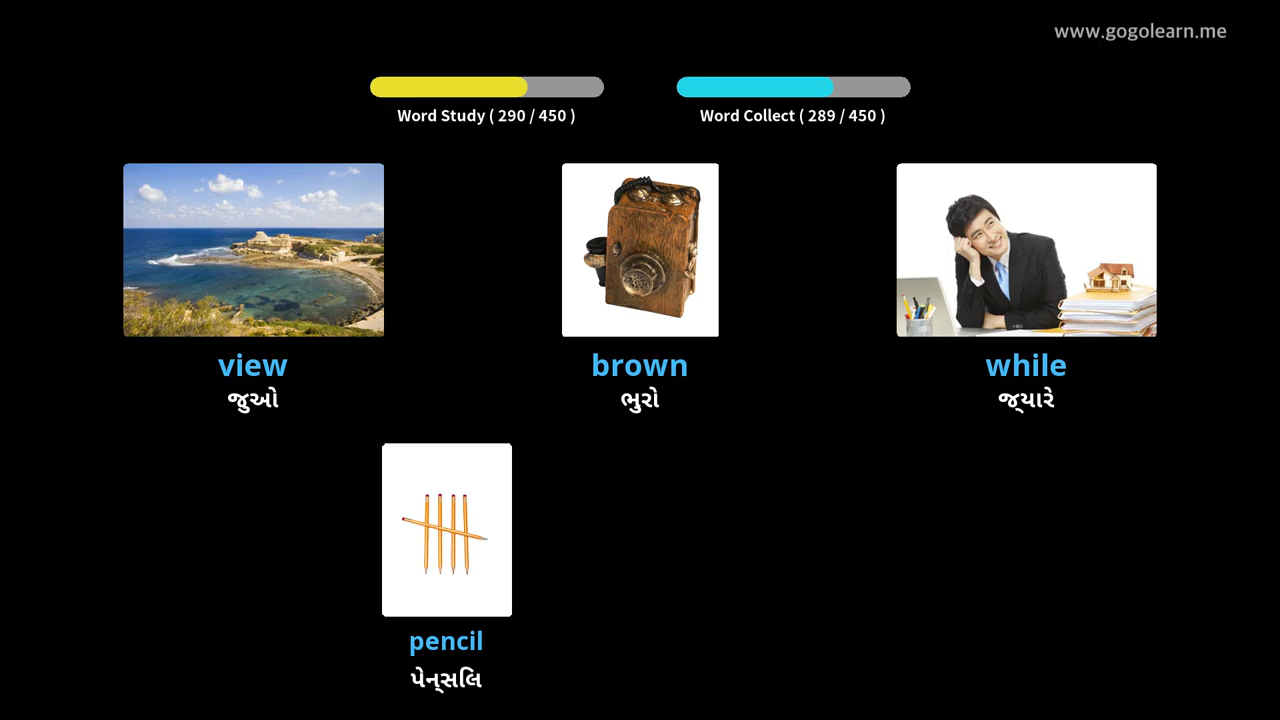 www.gogolearn.me
Word Study ( 290 / 450 )
Word Collect ( 289 / 450 )
view
જુઓ
brown
ભુરો
while
જ્યારે
pencil
પેન્સલિ